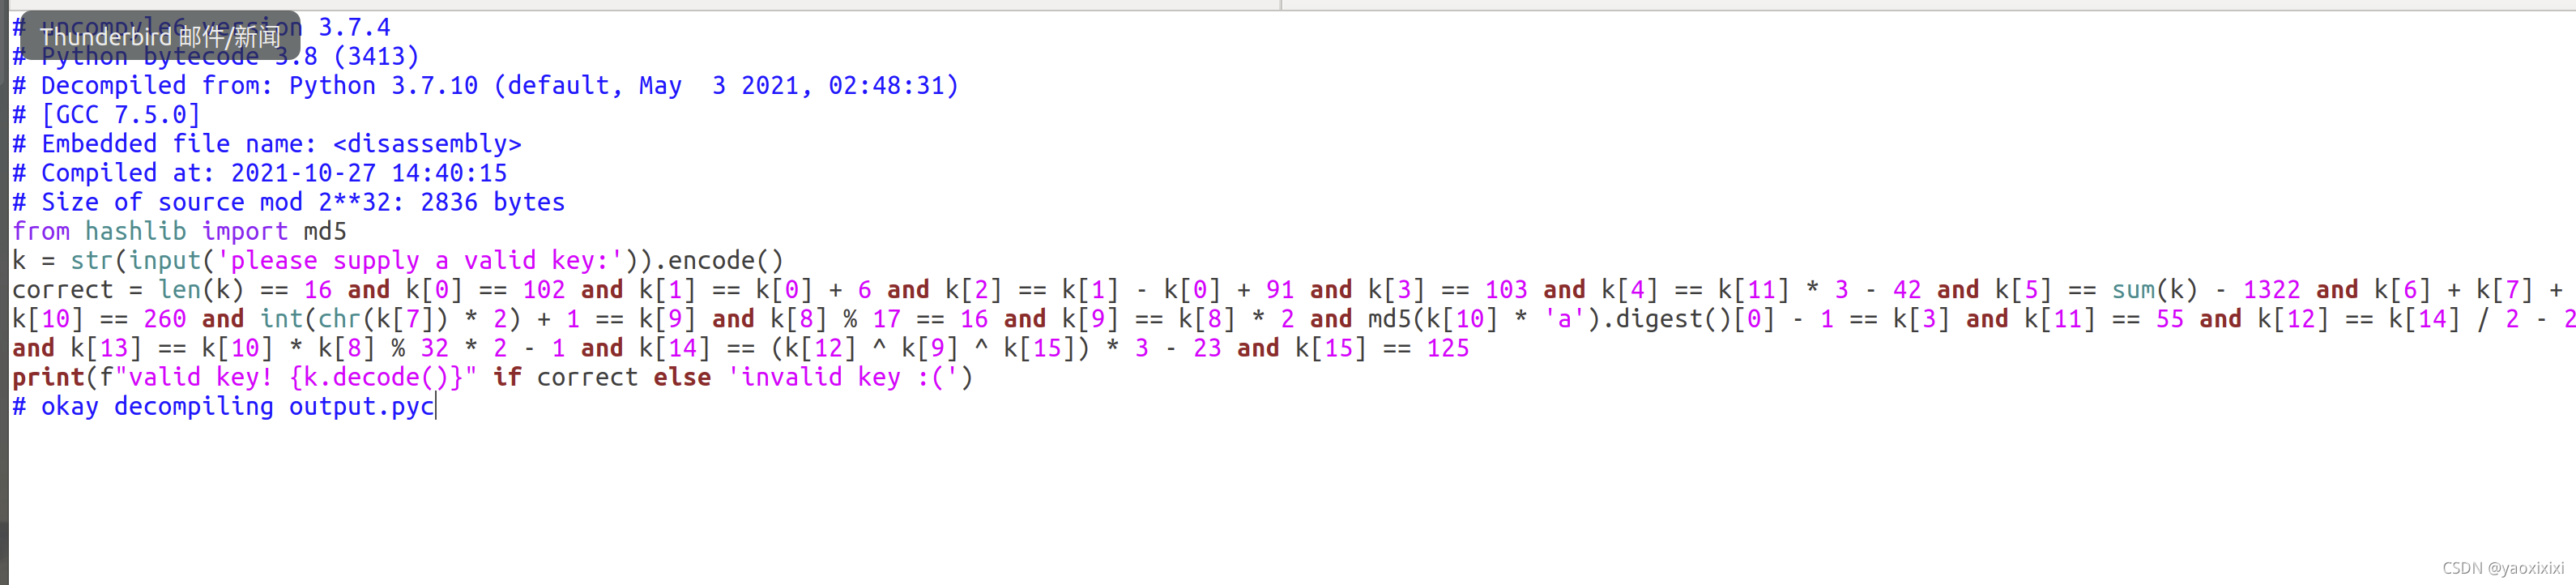 # uncompyle6 version 3.7.4
Thunderbird 邮件/新闻
# Python bytecode 3.8 (3413)
# Decompiled from: Python 3.7.10 (default, May  3 2021, 02:48:31)
# [GCC 7.5.0]
# Embedded file name: <disassembly>
# Compiled at: 2021-10-27 14:40:15
# Size of source mod 2**32: 2836 bytes
from hashlib import md5
k = str(input('please supply a valid key:')).encode()
correct = len(k) == 16 and k[0] == 102 and k[1] == k[0] + 6 and k[2] == k[1] - k[0] + 91 and k[3] == 103 and k[4] == k[11] * 3 - 42 and k[5] == sum(k) - 1322 and k[6] + k[7] +
k[10] == 260 and int(chr(k[7]) * 2) + 1 == k[9] and k[8] % 17 == 16 and k[9] == k[8] * 2 and md5(k[10] * 'a').digest()[0] - 1 == k[3] and k[11] == 55 and k[12] == k[14] / 2 - 2
and k[13] == k[10] * k[8] % 32 * 2 - 1 and k[14] == (k[12] ^ k[9] ^ k[15]) * 3 - 23 and k[15] == 125
print(f"valid key! {k.decode()}" if correct else 'invalid key :(')
# okay decompiling output.pyc
CSDN @yaoxixixi